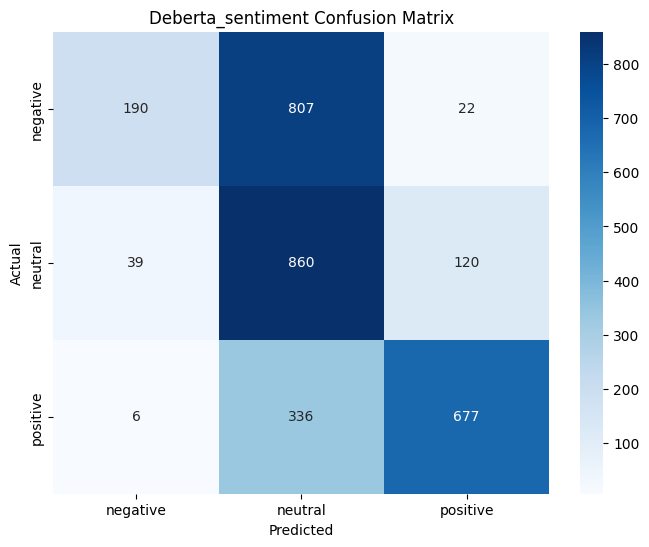 Deberta_sentiment Confusion Matrix
Actual
negative
190 807 22
neutral
39 860 120
positive
6 336 677
negative neutral positive
Predicted
800
700
600
500
400
300
200
100